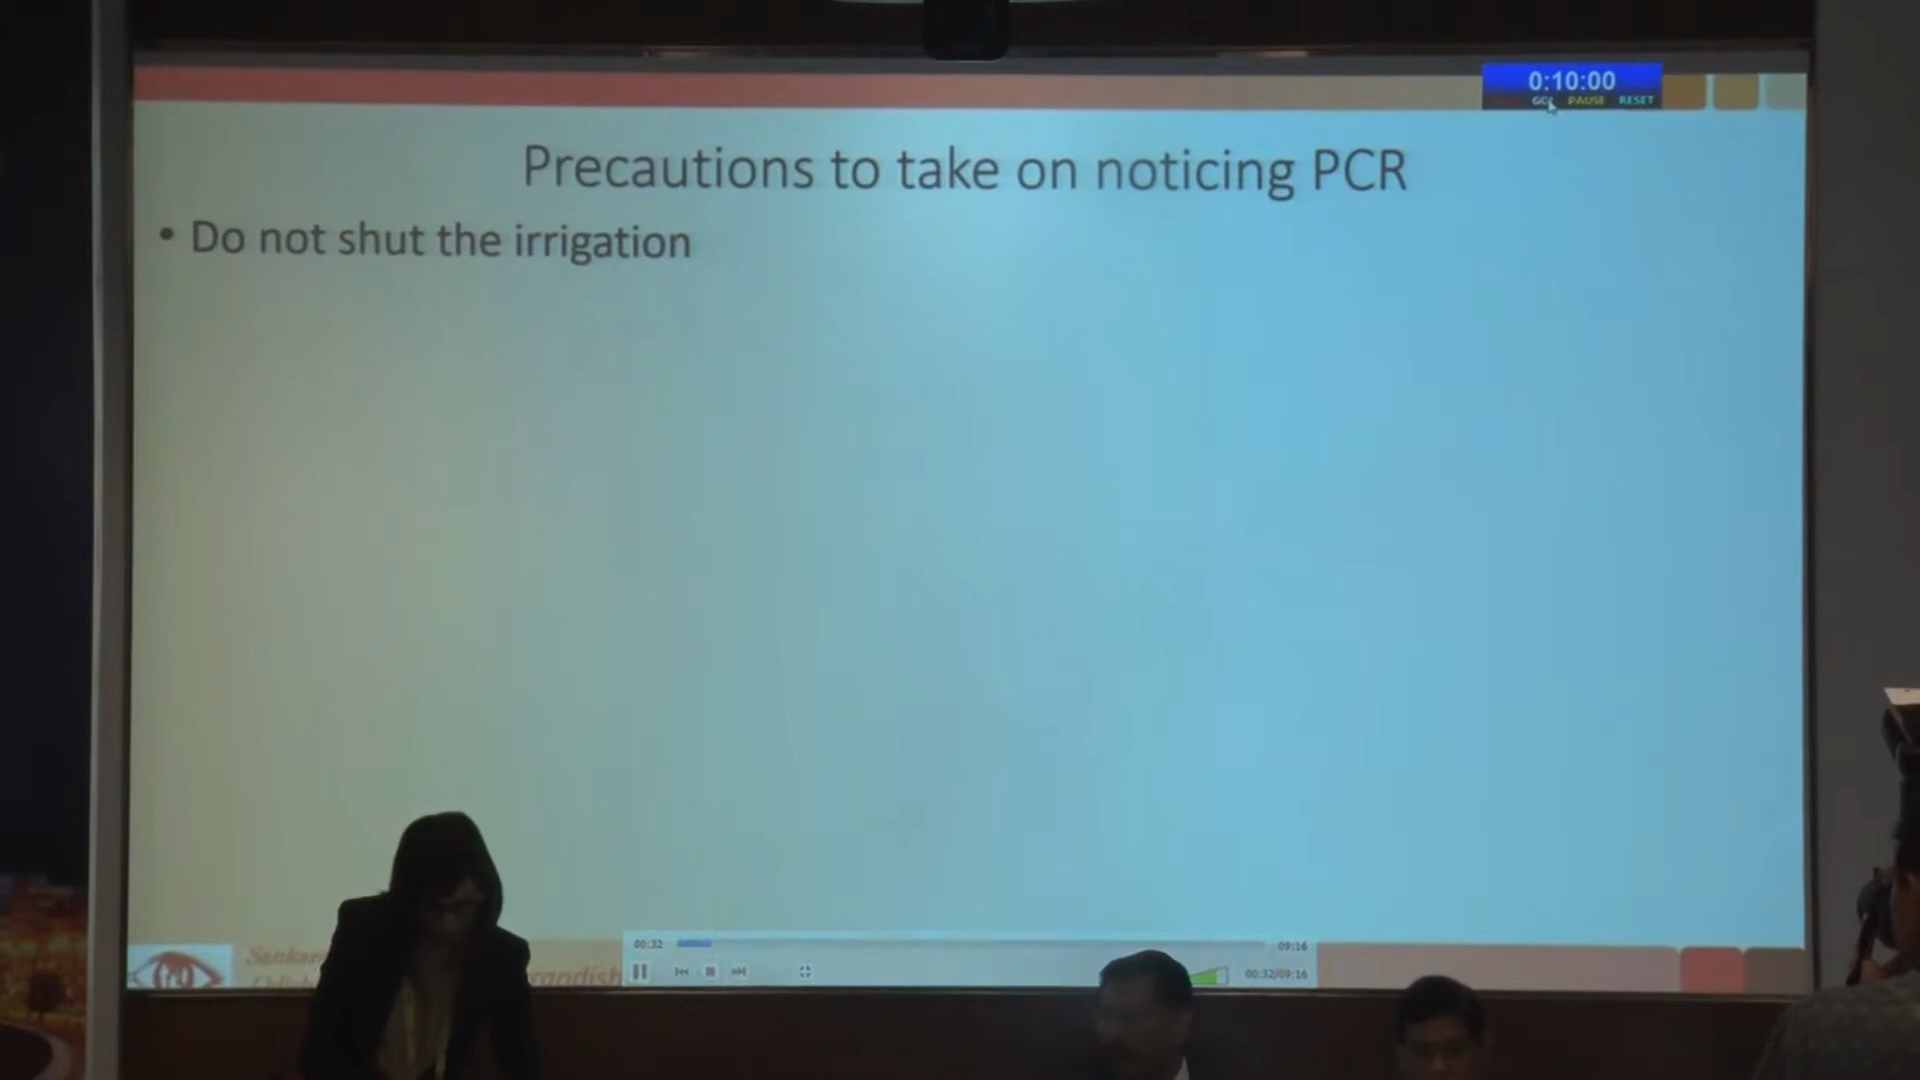 0:10:00
GO! PAUSE RESET
Precautions to take on noticing PCR
• Do not shut the irrigation
00:32
09:16
00:32/09:16